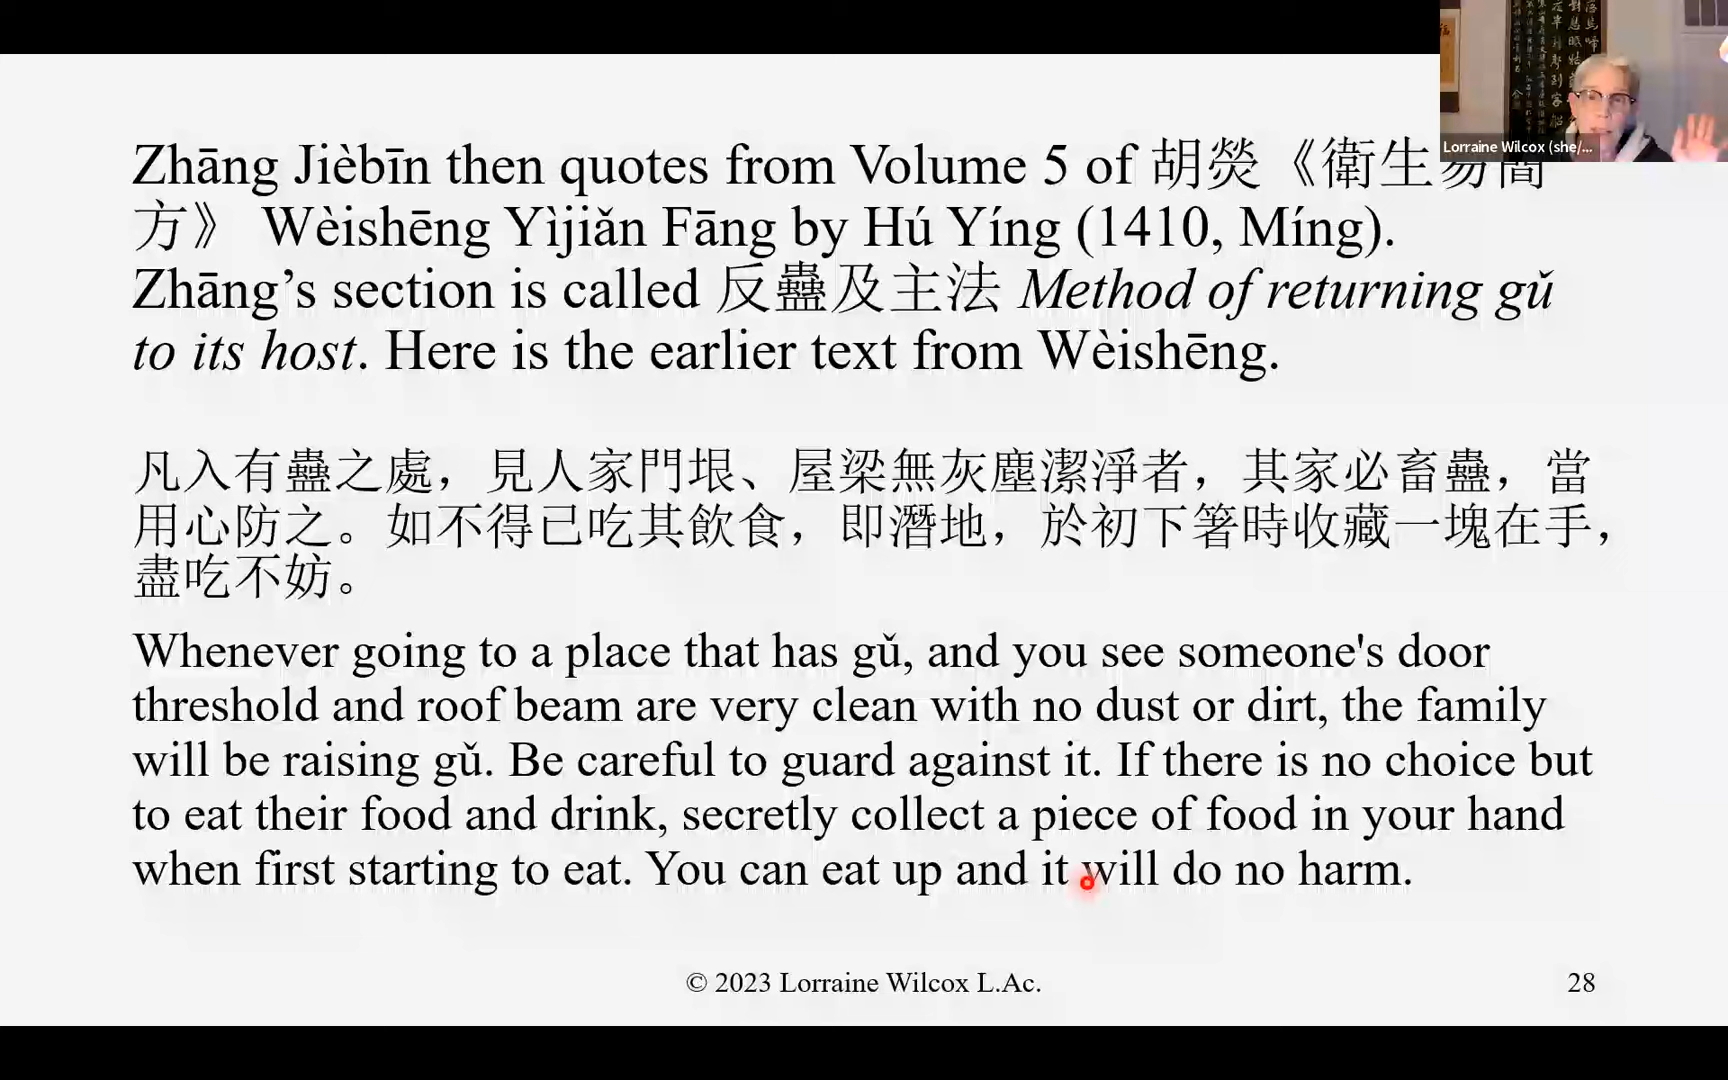 Zhāng Jièbīn then quotes from Volume 5 of 胡熒《衛生易簡
方》 Wèishēng Yìjiǎn Fāng by Hú Yíng (1410, Míng).
Zhāng’s section is called 反蠱及主法 Method of returning gǔ
to its host. Here is the earlier text from Wèishēng.
凡入有蠱之處，見人家門垠、屋梁無灰塵潔淨者，其家必畜蠱，當
用心防之。如不得已吃其飲食，即潛地，於初下箸時收藏一塊在手，
盡吃不妨。
Whenever going to a place that has gǔ, and you see someone's door
threshold and roof beam are very clean with no dust or dirt, the family
will be raising gǔ. Be careful to guard against it. If there is no choice but
to eat their food and drink, secretly collect a piece of food in your hand
when first starting to eat. You can eat up and it will do no harm.
© 2023 Lorraine Wilcox L.Ac.
28
Lorraine Wilcox (she/...